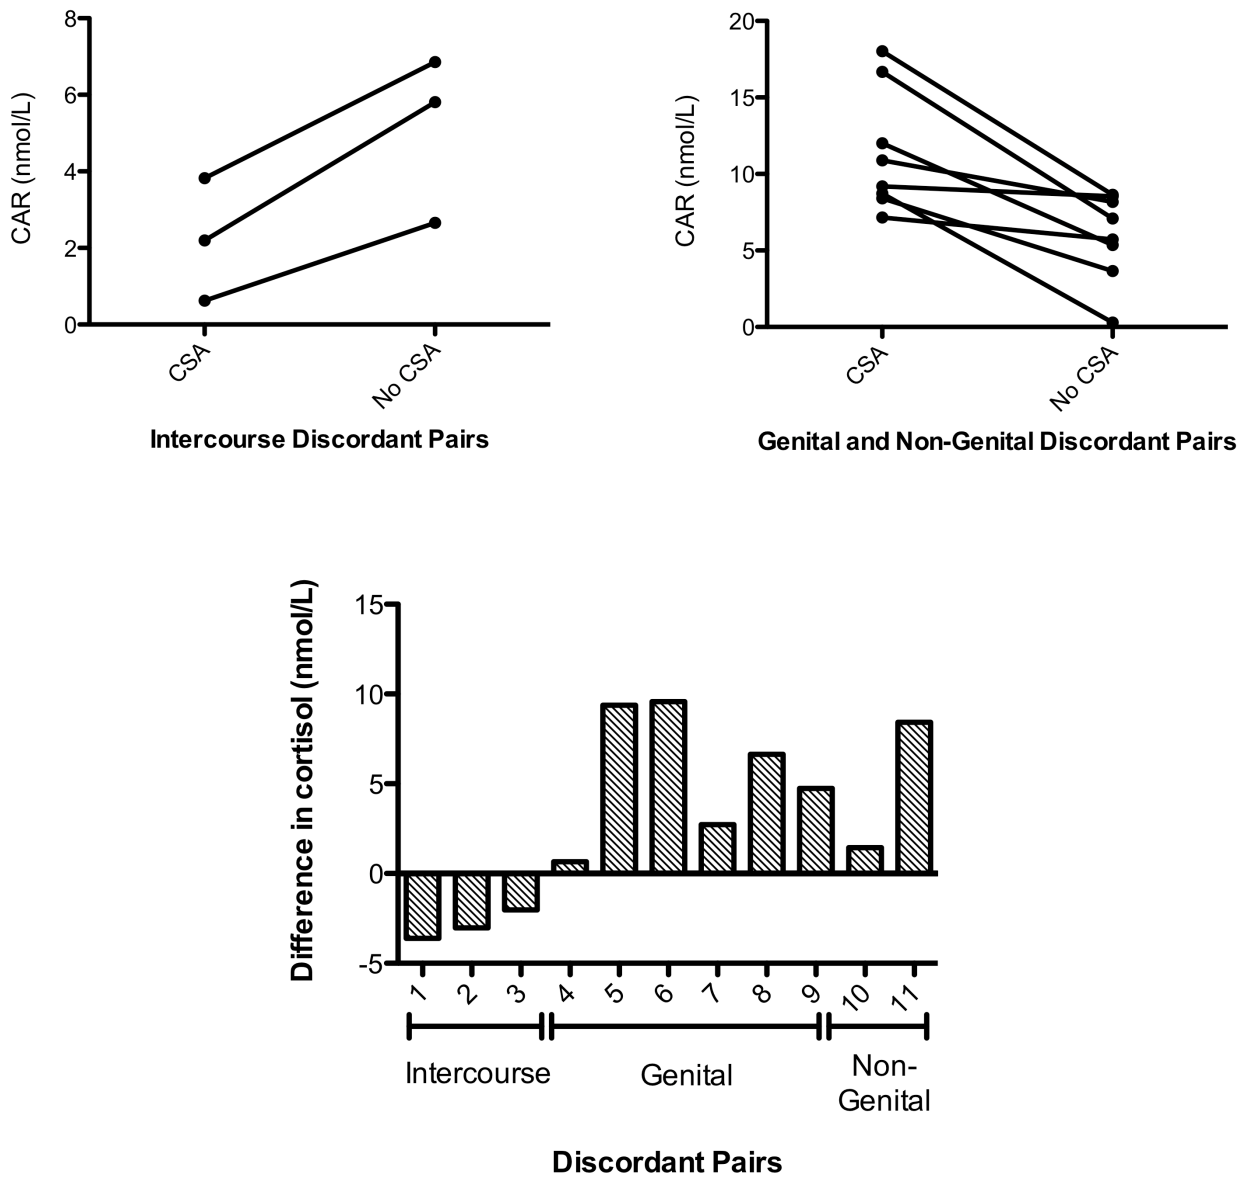 CAR (nmol/L)
8
6
4
2
0
CSA
No CSA
Intercourse Discordant Pairs
CAR (nmol/L)
20
15
10
5
0
CSA
No CSA
Genital and Non-Genital Discordant Pairs
Difference in cortisol (nmol/L)
15
10
5
0
-5
1 2 3 4 5 6 7 8 9 10 11
Intercourse
Genital
Non-
Genital
Discordant Pairs